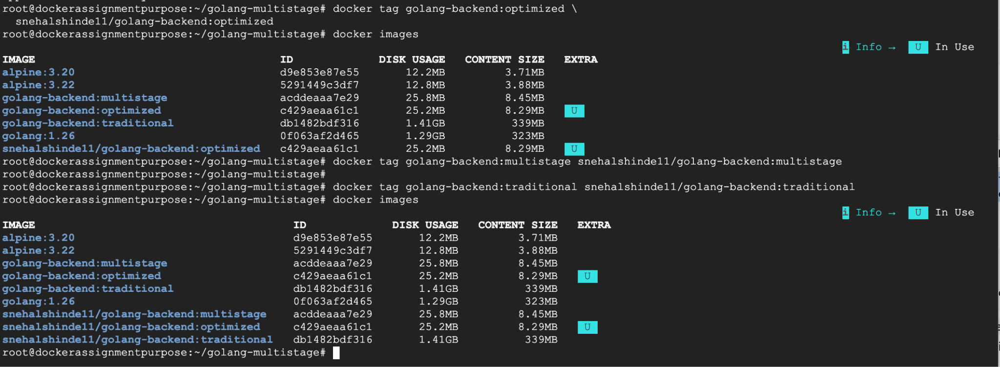 root@dockerassignmentpurpose:~/golang-multistage# docker tag golang-backend:optimized \
  snehalshinde11/golang-backend:optimized
root@dockerassignmentpurpose:~/golang-multistage# docker images
i Info →   U  In Use
IMAGE ID DISK USAGE CONTENT SIZE EXTRA
alpine:3.20 d9e853e87e55 12.2MB 3.71MB
alpine:3.22 5291449c3df7 12.8MB 3.88MB
golang-backend:multistage acddeaaa7e29 25.8MB 8.45MB
golang-backend:optimized c429aeaa61c1 25.2MB 8.29MB U
golang-backend:traditional db1482bdf316 1.41GB 339MB
golang:1.26 0f063af2d465 1.29GB 323MB
snehalshinde11/golang-backend:optimized c429aeaa61c1 25.2MB 8.29MB U
root@dockerassignmentpurpose:~/golang-multistage# docker tag golang-backend:multistage snehalshinde11/golang-backend:multistage
root@dockerassignmentpurpose:~/golang-multistage#
root@dockerassignmentpurpose:~/golang-multistage# docker tag golang-backend:traditional snehalshinde11/golang-backend:traditional
root@dockerassignmentpurpose:~/golang-multistage# docker images
i Info →   U  In Use
IMAGE ID DISK USAGE CONTENT SIZE EXTRA
alpine:3.20 d9e853e87e55 12.2MB 3.71MB
alpine:3.22 5291449c3df7 12.8MB 3.88MB
golang-backend:multistage acddeaaa7e29 25.8MB 8.45MB
golang-backend:optimized c429aeaa61c1 25.2MB 8.29MB U
golang-backend:traditional db1482bdf316 1.41GB 339MB
golang:1.26 0f063af2d465 1.29GB 323MB
snehalshinde11/golang-backend:multistage acddeaaa7e29 25.8MB 8.45MB
snehalshinde11/golang-backend:optimized c429aeaa61c1 25.2MB 8.29MB U
snehalshinde11/golang-backend:traditional db1482bdf316 1.41GB 339MB
root@dockerassignmentpurpose:~/golang-multistage#